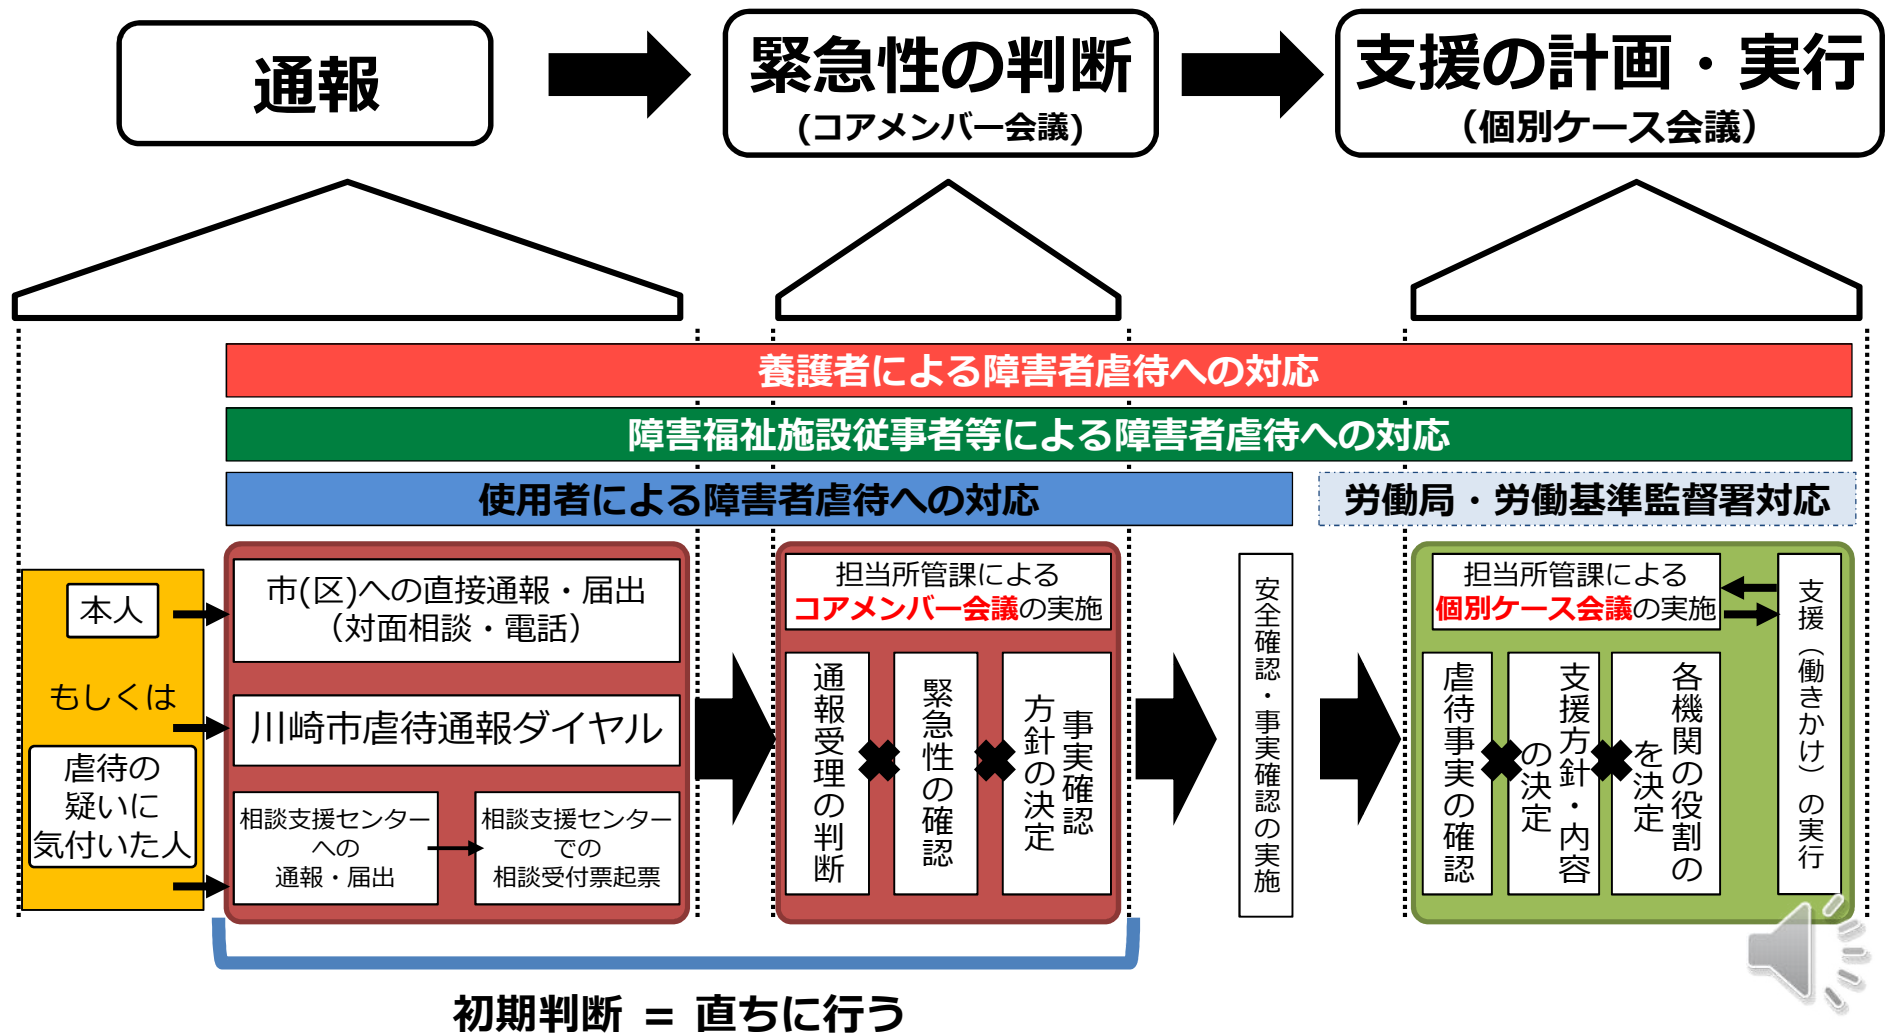 通報
緊急性の判断
(コアメンバー会議)
支援の計画・実行
（個別ケース会議）
養護者による障害者虐待への対応
障害福祉施設従事者等による障害者虐待への対応
使用者による障害者虐待への対応
労働局・労働基準監督署対応
本人
もしくは
虐待の
疑いに
気付いた人
市(区)への直接通報・届出
（対面相談・電話）
川崎市虐待通報ダイヤル
相談支援センター
への
通報・届出
相談支援センター
での
相談受付票起票
担当所管課による
コアメンバー会議の実施
通報受理の判断
緊急性の確認
事実確認
方針の決定
安全確認・事実確認の実施
担当所管課による
個別ケース会議の実施
虐待事実の確認
支援方針・内容
の決定
各機関の役割の
を決定
支援（働きかけ）の実行
初期判断 = 直ちに行う